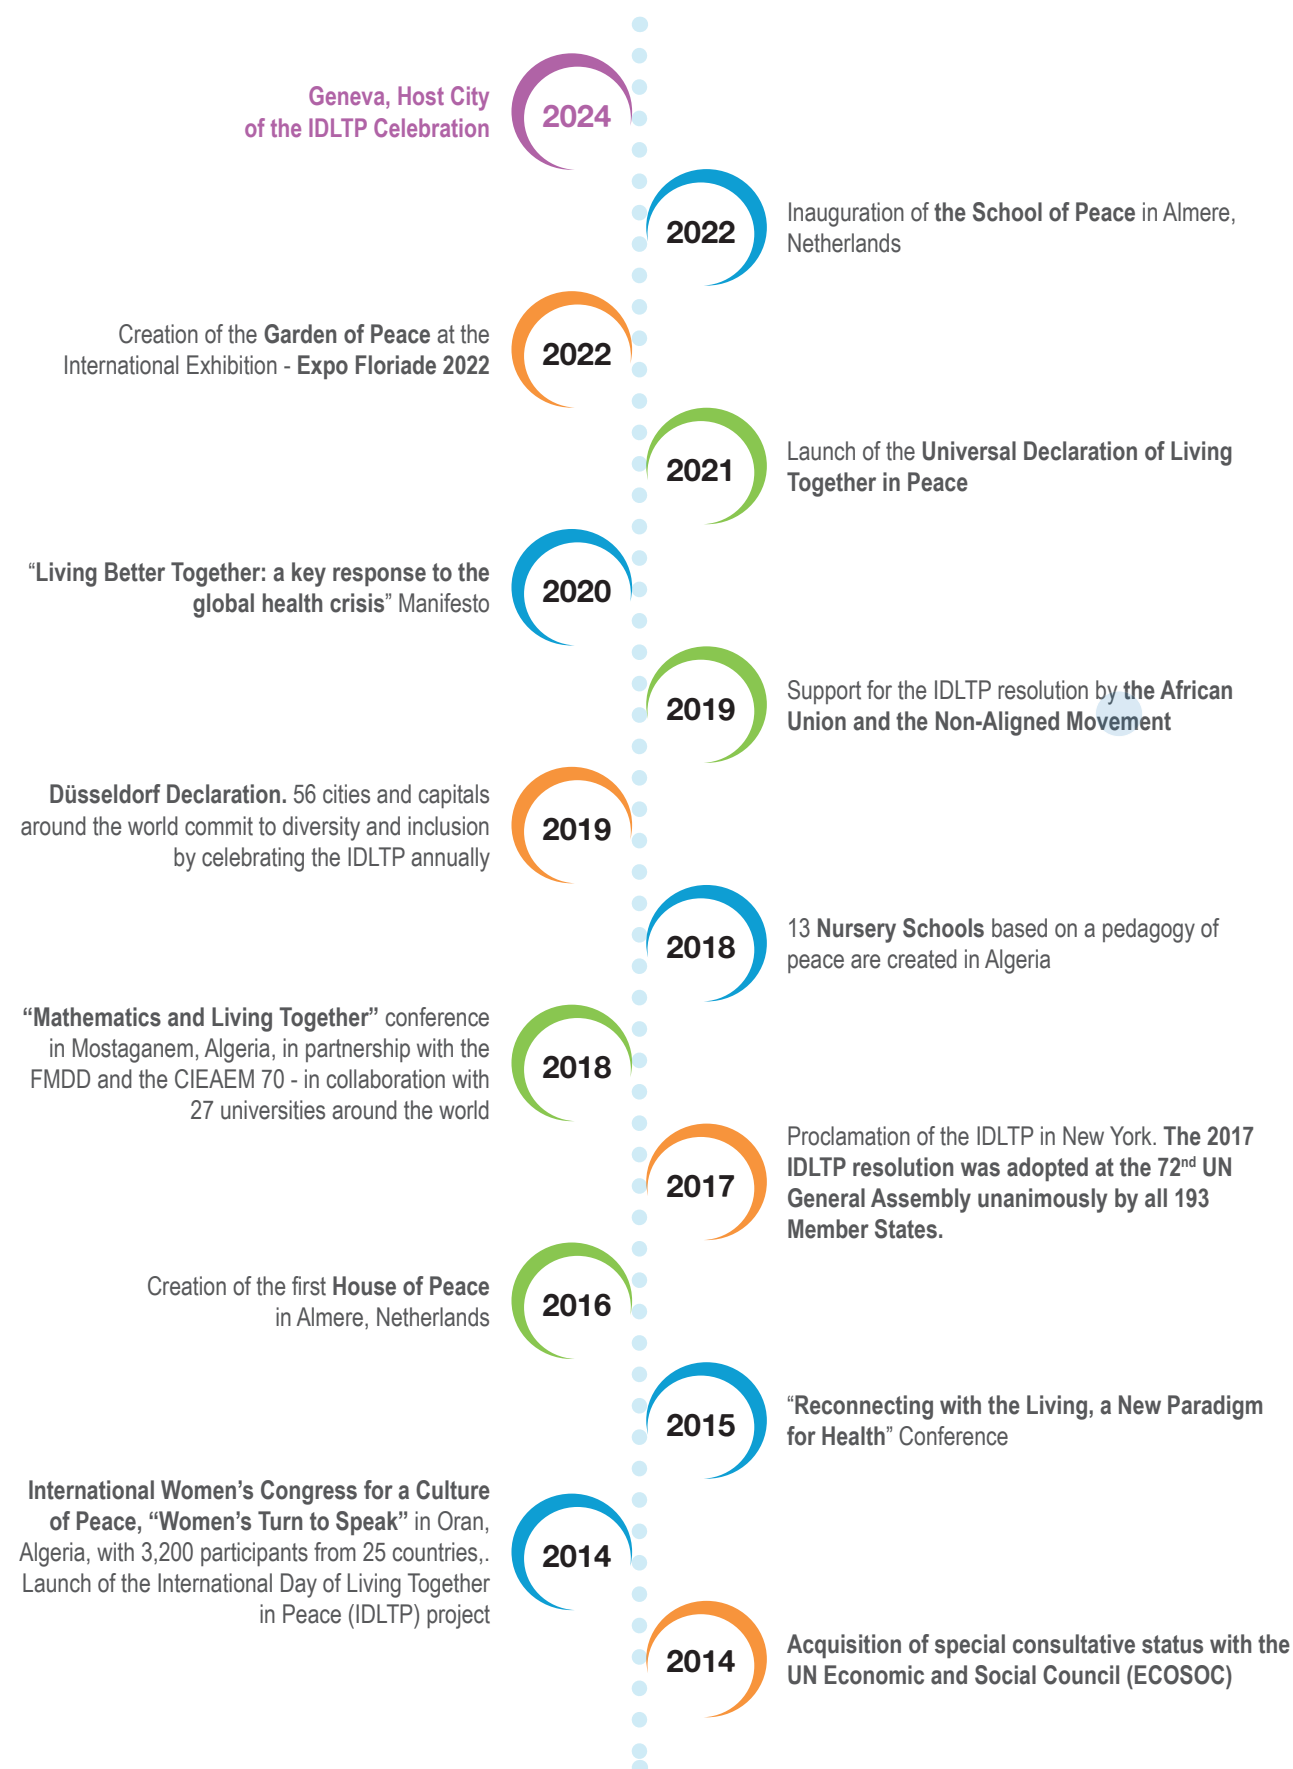 Geneva, Host City
of the IDLTP Celebration
2024
2022
Inauguration of the School of Peace in Almere,
Netherlands
Creation of the Garden of Peace at the
International Exhibition - Expo Floriade 2022
2022
2021
Launch of the Universal Declaration of Living
Together in Peace
“Living Better Together: a key response to the
global health crisis” Manifesto
2020
2019
Support for the IDLTP resolution by the African
Union and the Non-Aligned Movement
Düsseldorf Declaration. 56 cities and capitals
around the world commit to diversity and inclusion
by celebrating the IDLTP annually
2019
2018
13 Nursery Schools based on a pedagogy of
peace are created in Algeria
“Mathematics and Living Together” conference
in Mostaganem, Algeria, in partnership with the
FMDD and the CIEAEM 70 - in collaboration with
27 universities around the world
2018
2017
Proclamation of the IDLTP in New York. The 2017
IDLTP resolution was adopted at the 72nd UN
General Assembly unanimously by all 193
Member States.
Creation of the first House of Peace
in Almere, Netherlands
2016
2015
“Reconnecting with the Living, a New Paradigm
for Health” Conference
International Women’s Congress for a Culture
of Peace, “Women’s Turn to Speak” in Oran,
Algeria, with 3,200 participants from 25 countries,.
Launch of the International Day of Living Together
in Peace (IDLTP) project
2014
2014
Acquisition of special consultative status with the
UN Economic and Social Council (ECOSOC)